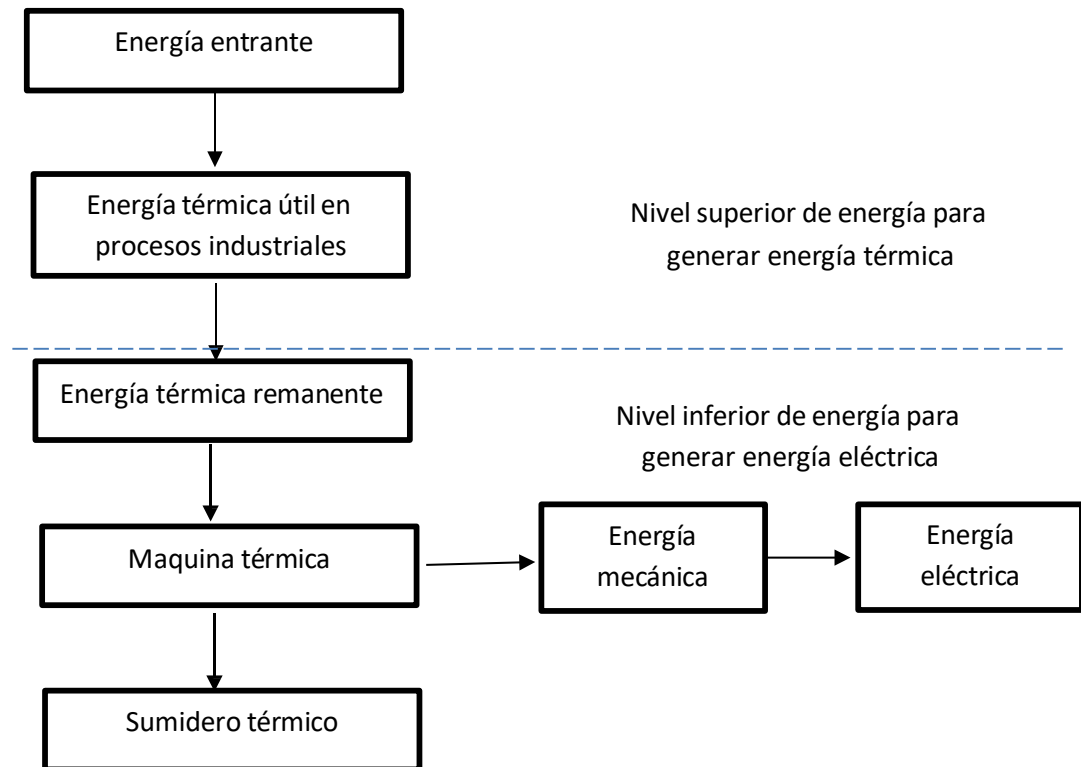 Energía entrante
Energía térmica útil en
procesos industriales
Nivel superior de energía para
generar energía térmica
Energía térmica remanente
Nivel inferior de energía para
generar energía eléctrica
Maquina térmica
Energía
mecánica
Energía
eléctrica
Sumidero térmico